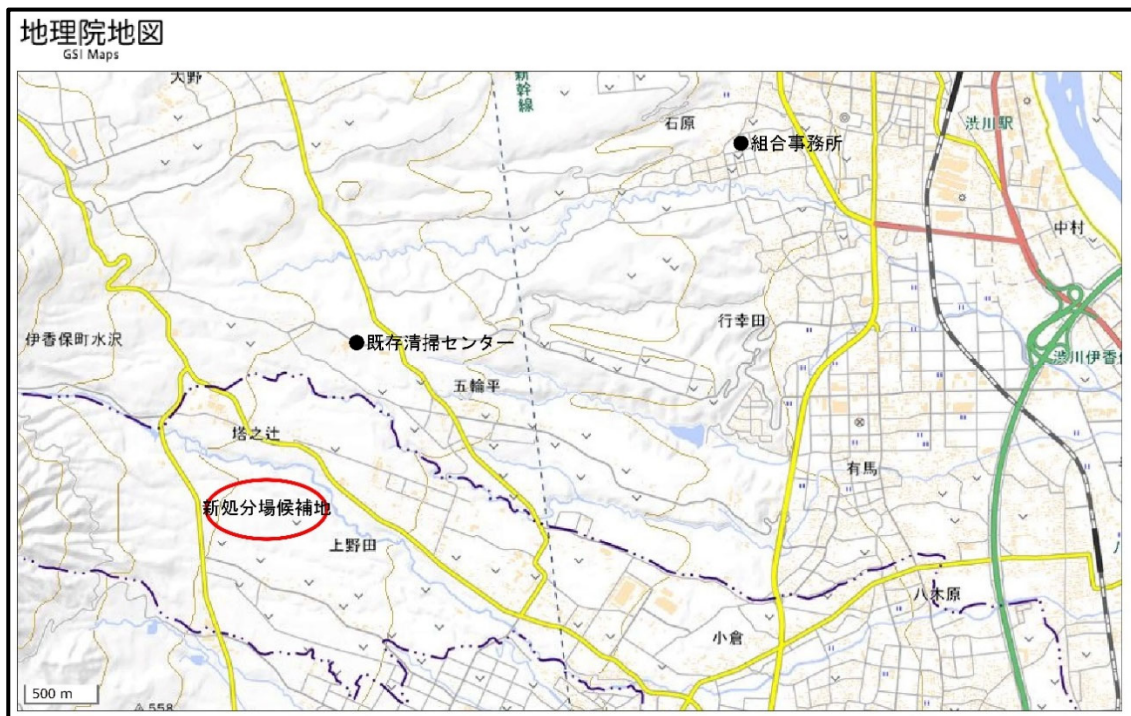 地理院地図
GSI Maps
大野
新幹線
石原
●組合事務所
渋川駅
中村
行幸田
伊香保町水沢
●既存清掃センター
渋川伊香保
五輪平
塔之辻
有馬
新処分場候補地
上野田
八木原
八
小倉
500 m
558